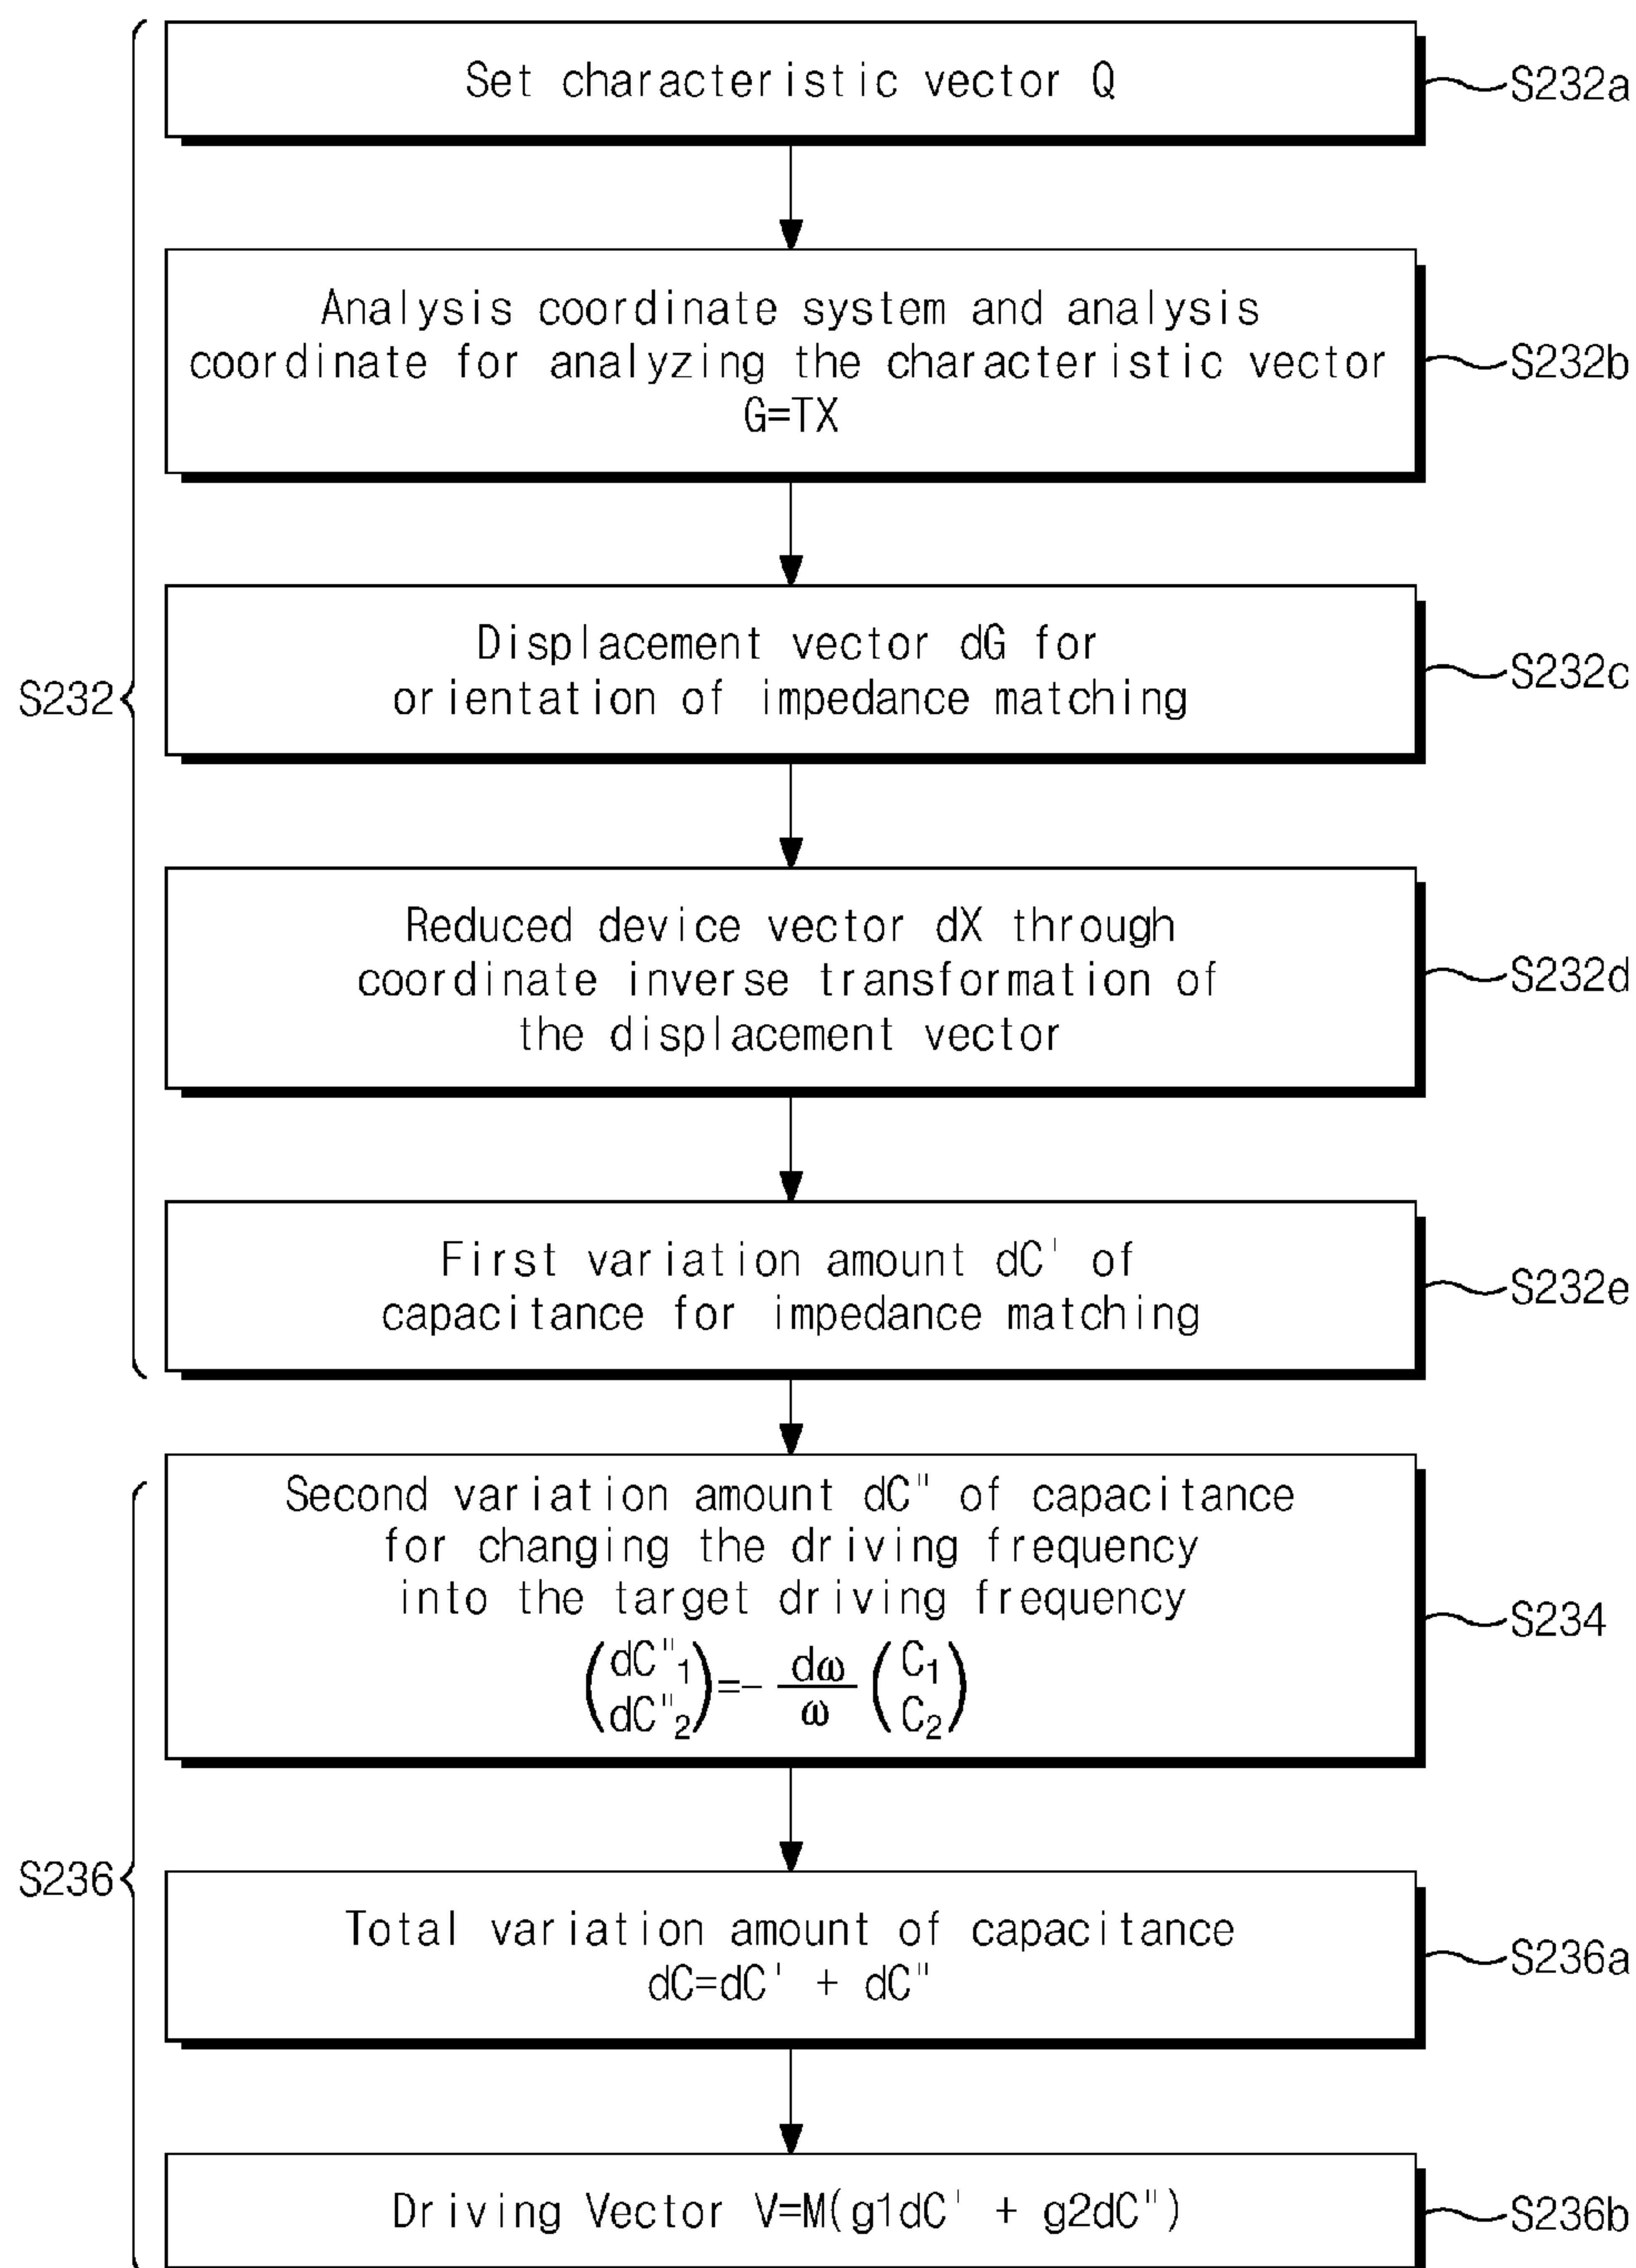 Set characteristic vector Q
S232a
Analysis coordinate system and analysis
coordinate for analyzing the characteristic vector
G=TX
S232b
Displacement vector dG for
orientation of impedance matching
S232c
S232
Reduced device vector dX through
coordinate inverse transformation of
the displacement vector
S232d
First variation amount dC' of
capacitance for impedance matching
S232e
Second variation amount dC" of capacitance
for changing the driving frequency
into the target driving frequency
(dC"1 dC"2)=- dω/ω (C1 C2)
S234
S236
Total variation amount of capacitance
dC=dC' + dC"
S236a
Driving Vector V=M(g1dC' + g2dC")
S236b